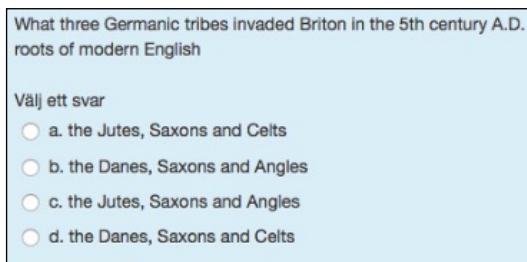 What three Germanic tribes invaded Briton in the 5th century A.D.
roots of modern English
Välj ett svar
a. the Jutes, Saxons and Celts
b. the Danes, Saxons and Angles
c. the Jutes, Saxons and Angles
d. the Danes, Saxons and Celts